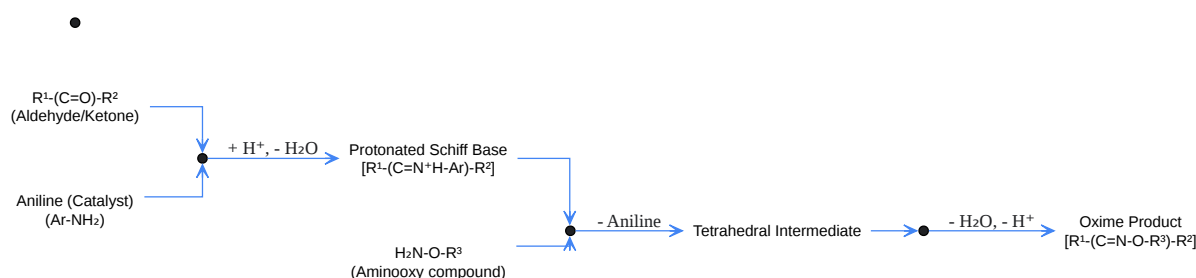 R¹-(C=O)-R²
(Aldehyde/Ketone)
Aniline (Catalyst)
(Ar-NH₂)
+ H⁺, - H₂O
Protonated Schiff Base
[R¹-(C=N⁺H-Ar)-R²]
H₂N-O-R³
(Aminooxy compound)
- Aniline
Tetrahedral Intermediate
- H₂O, - H⁺
Oxime Product
[R¹-(C=N-O-R³)-R²]